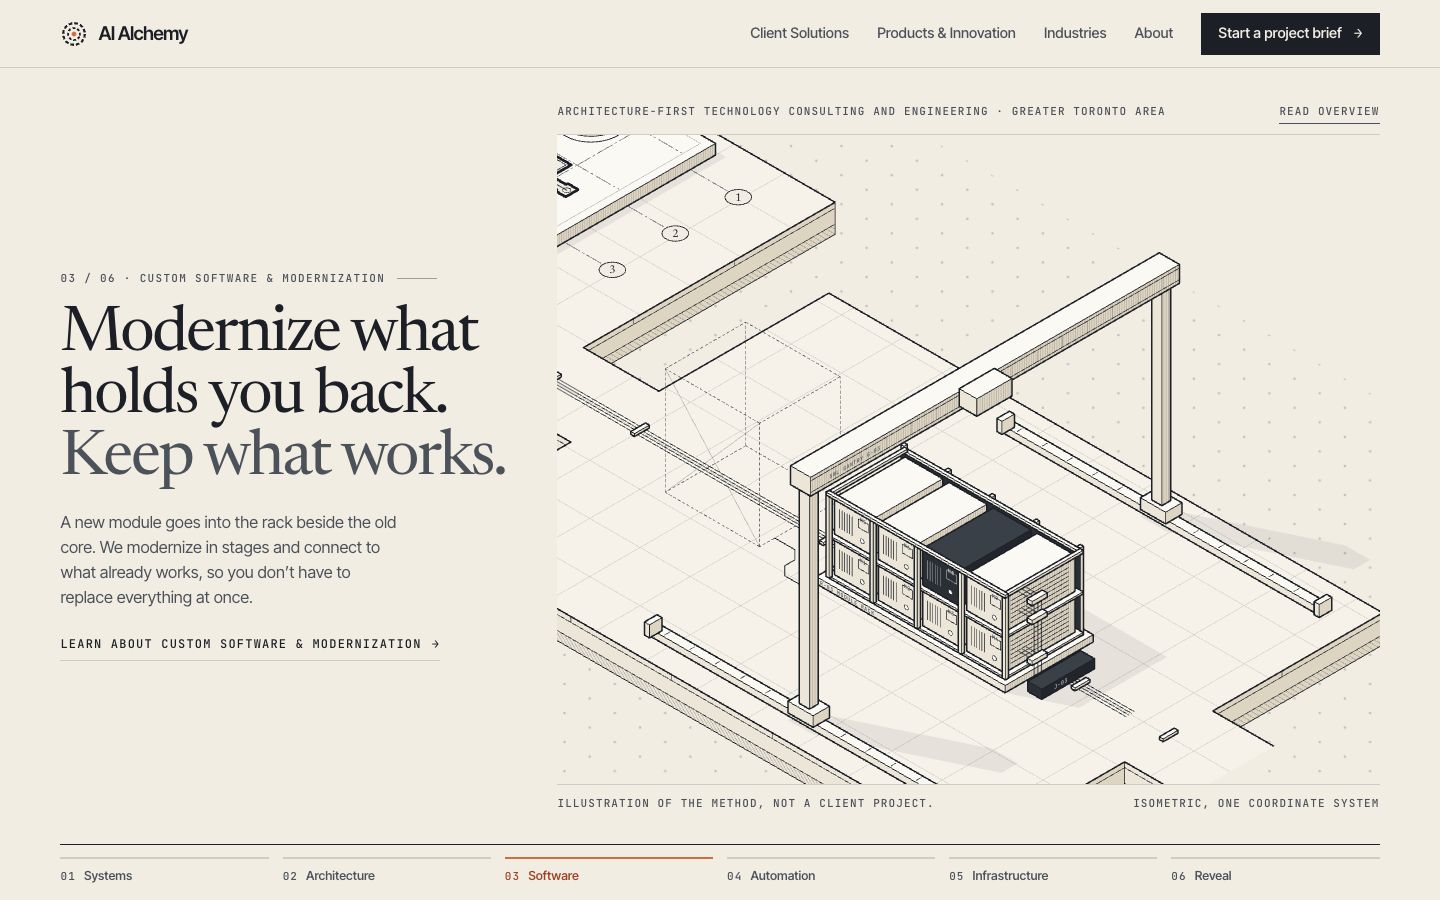 AI Alchemy
Client Solutions
Products & Innovation
Industries
About
Start a project brief →
ARCHITECTURE-FIRST TECHNOLOGY CONSULTING AND ENGINEERING · GREATER TORONTO AREA
READ OVERVIEW
03 / 06 · CUSTOM SOFTWARE & MODERNIZATION
Modernize what
holds you back.
Keep what works.
A new module goes into the rack beside the old
core. We modernize in stages and connect to
what already works, so you don’t have to
replace everything at once.
LEARN ABOUT CUSTOM SOFTWARE & MODERNIZATION →
1
2
3
J-03
ILLUSTRATION OF THE METHOD, NOT A CLIENT PROJECT.
ISOMETRIC, ONE COORDINATE SYSTEM
01 Systems
02 Architecture
03 Software
04 Automation
05 Infrastructure
06 Reveal